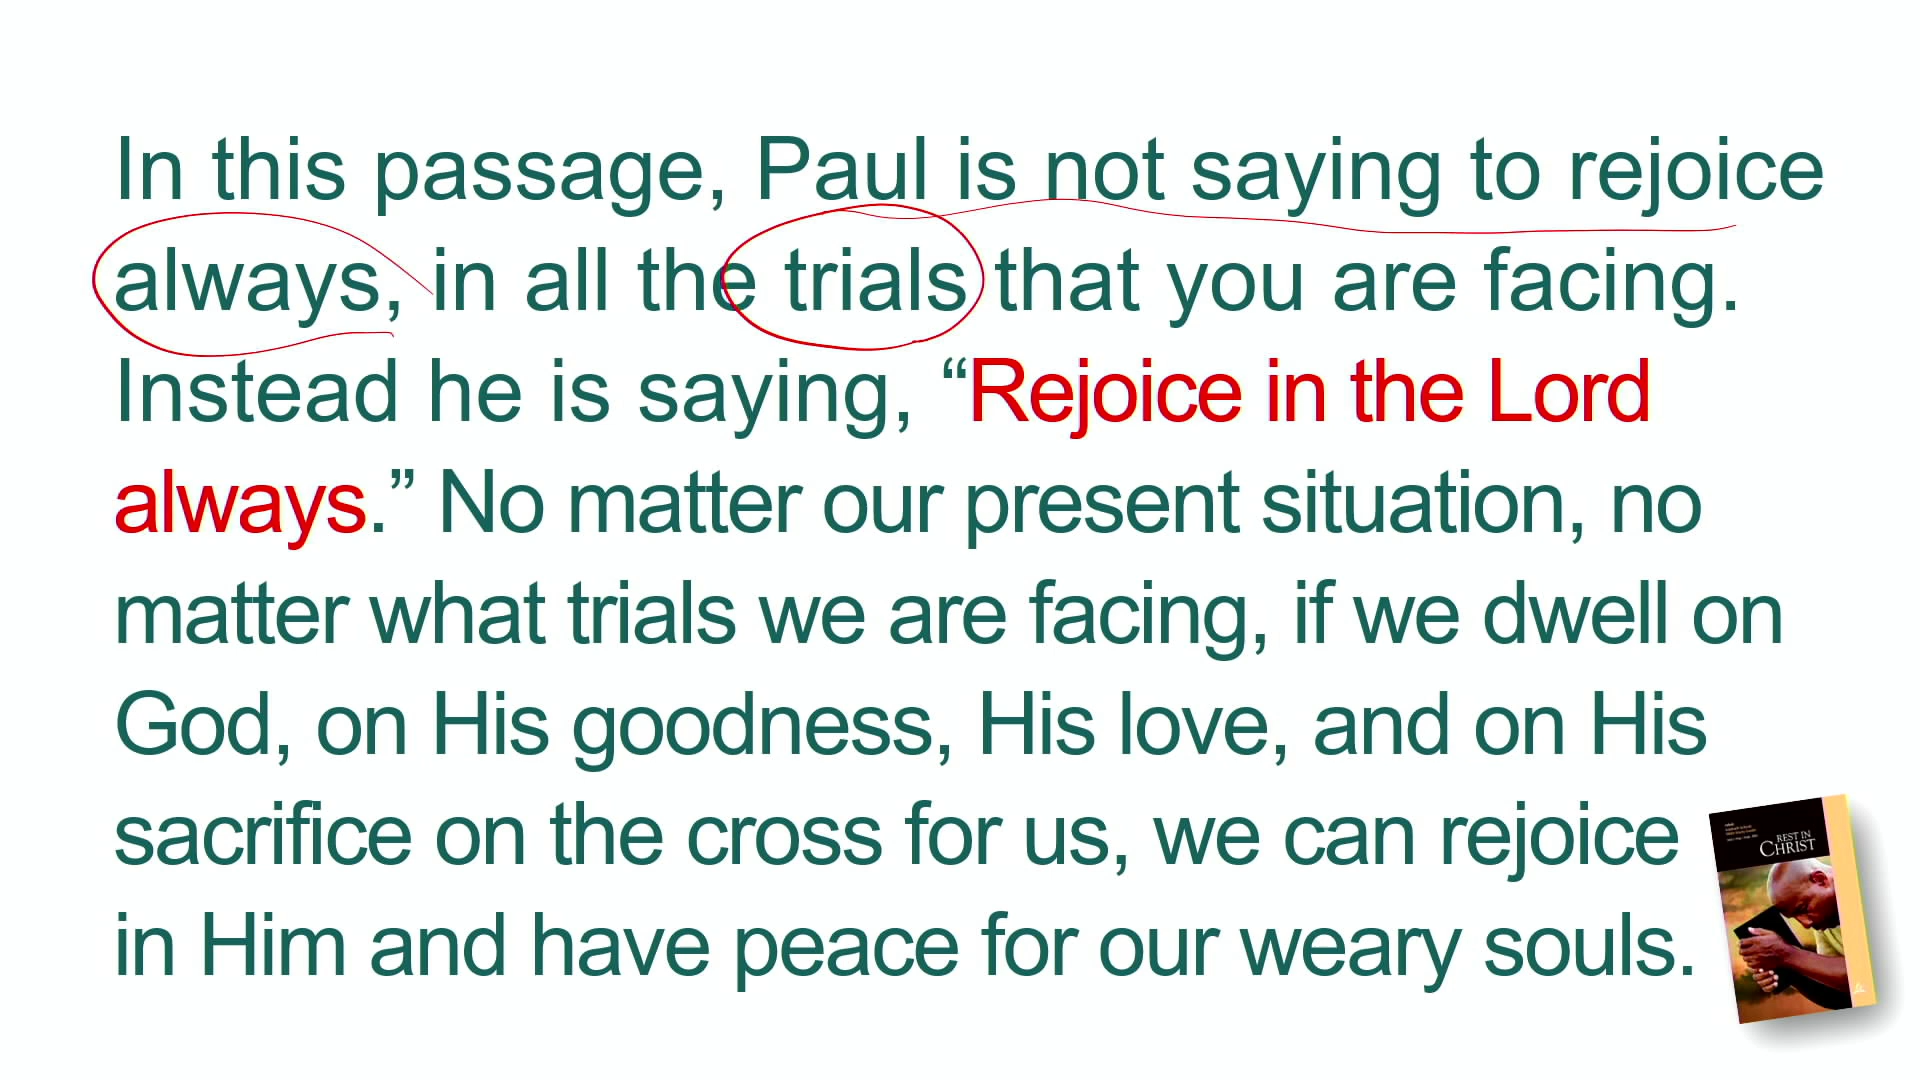 In this passage, Paul is not saying to rejoice
always, in all the trials that you are facing.
Instead he is saying, “Rejoice in the Lord
always.” No matter our present situation, no
matter what trials we are facing, if we dwell on
God, on His goodness, His love, and on His
sacrifice on the cross for us, we can rejoice
in Him and have peace for our weary souls.
REST IN
CHRIST